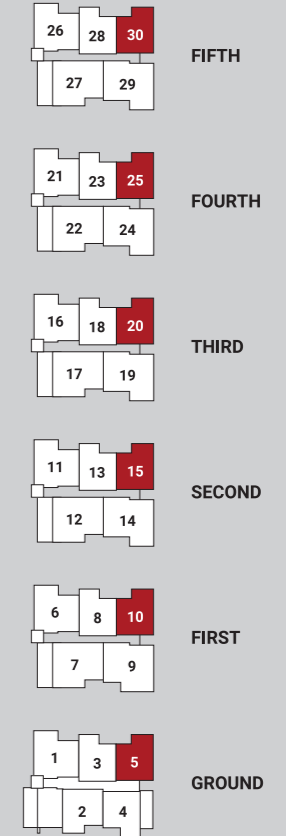 26 28 30
FIFTH
27 29
21 23 25
FOURTH
22 24
16 18 20
THIRD
17 19
11 13 15
SECOND
12 14
6 8 10
FIRST
7 9
1 3 5
GROUND
2 4